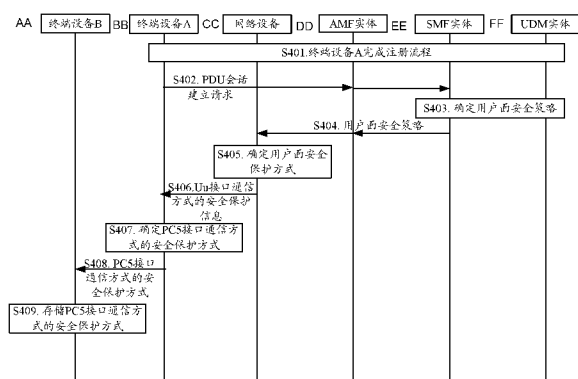 AA 终端设备B BB 终端设备A CC 网络设备 DD AMF实体 EE SMF实体 FF UDM实体
S401.终端设备A完成注册流程
S402. PDU会话
建立请求
S403. 确定用户面安全策略
S404. 用户面安全策略
S405. 确定用户面安全
保护方式
S406.Uu接口通信
方式的安全保护
信息
S407. 确定PC5接口通信方
式的安全保护方式
S408. PC5接口
通信方式的安
全保护方式
S409. 存储PC5接口通信方
式的安全保护方式